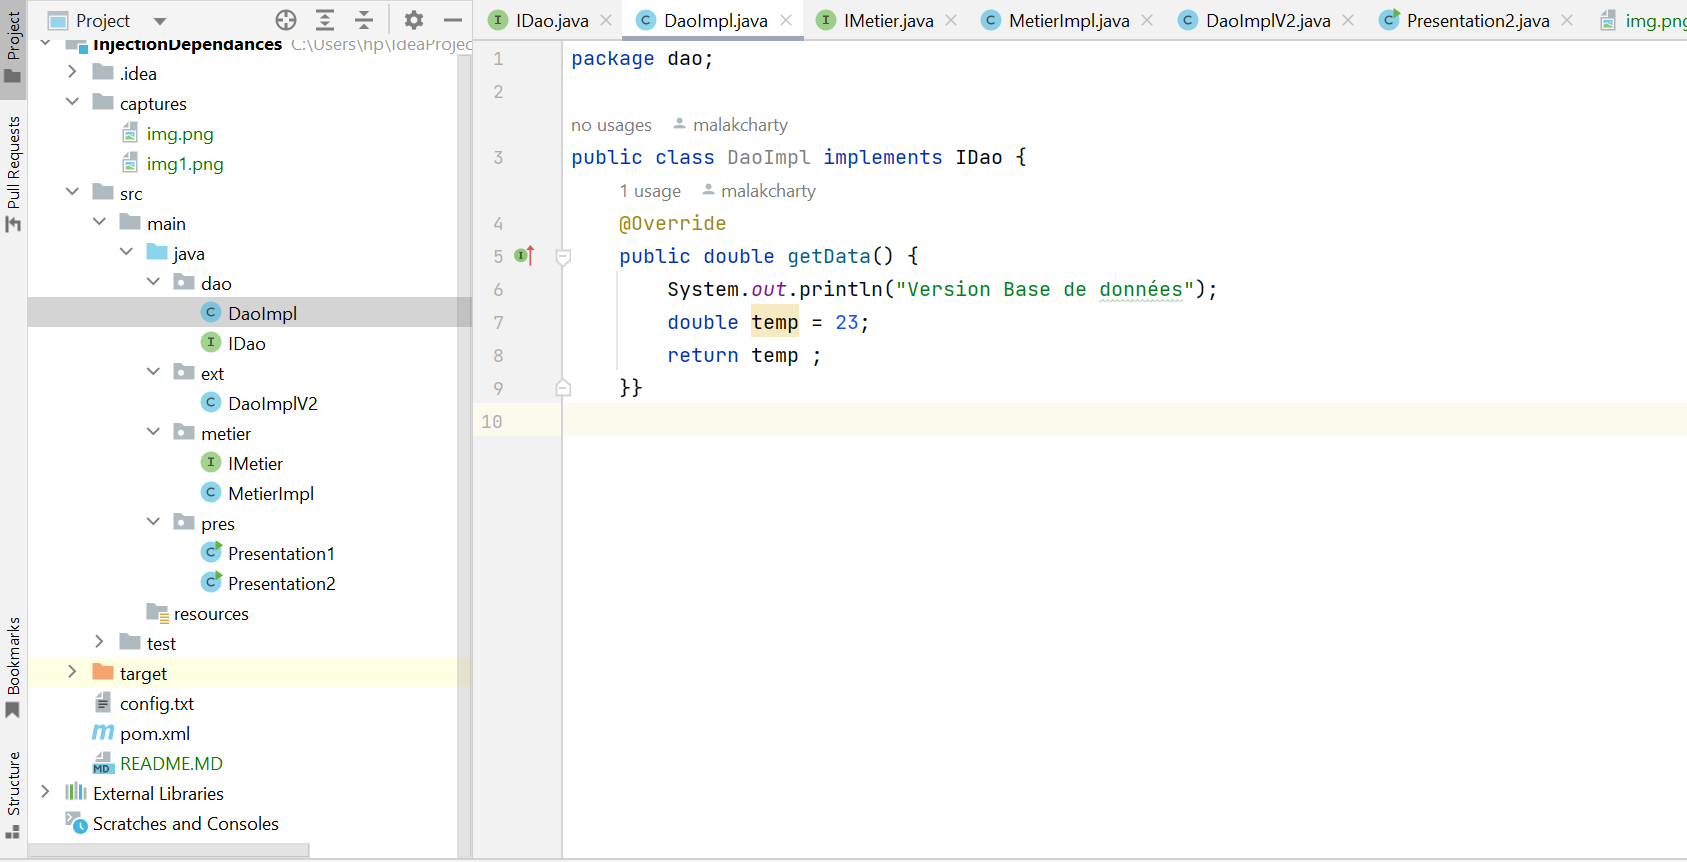 Project
IDao.java
DaoImpl.java
IMetier.java
MetierImpl.java
DaoImplV2.java
Presentation2.java
img.png
Project
Pull Requests
Bookmarks
Structure
InjectionDependances C:\Users\hp\IdeaProjec
.idea
captures
img.png
img1.png
src
main
java
dao
DaoImpl
IDao
ext
DaoImplV2
metier
IMetier
MetierImpl
pres
Presentation1
Presentation2
resources
test
target
config.txt
pom.xml
README.MD
External Libraries
Scratches and Consoles
1 package dao;
2
no usages malakcharty
3 public class DaoImpl implements IDao {
1 usage malakcharty
4 @Override
5 public double getData() {
6 System.out.println("Version Base de données");
7 double temp = 23;
8 return temp ;
9 }}
10